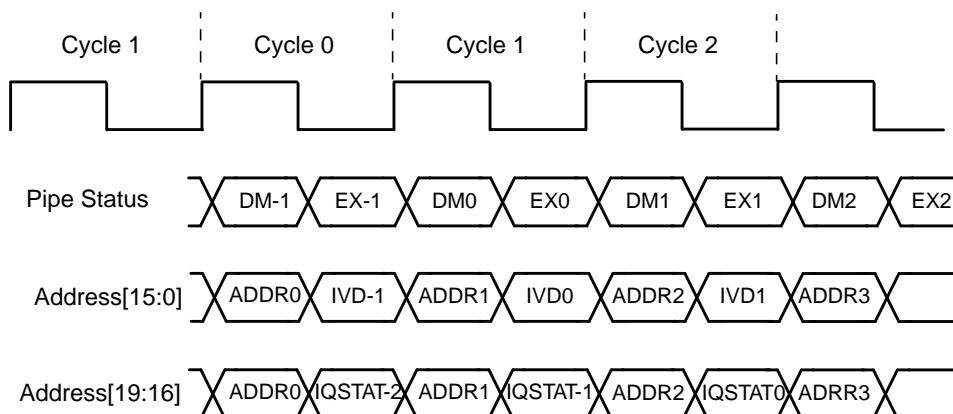 Cycle 1 Cycle 0 Cycle 1 Cycle 2
Pipe Status DM-1 EX-1 DM0 EX0 DM1 EX1 DM2 EX2
Address[15:0] ADDR0 IVD-1 ADDR1 IVD0 ADDR2 IVD1 ADDR3
Address[19:16] ADDR0 IQSTAT-2 ADDR1 IQSTAT-1 ADDR2 IQSTAT0 ADRR3